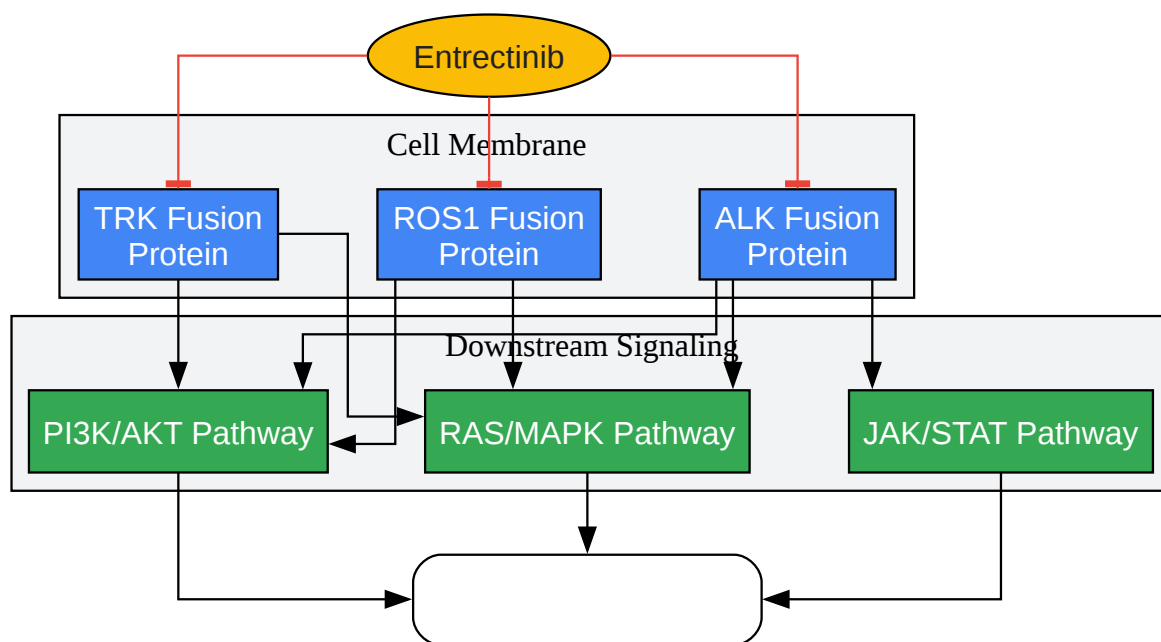 Entrectinib
Cell Membrane
TRK Fusion
Protein
ROS1 Fusion
Protein
ALK Fusion
Protein
Downstream Signaling
PI3K/AKT Pathway
RAS/MAPK Pathway
JAK/STAT Pathway